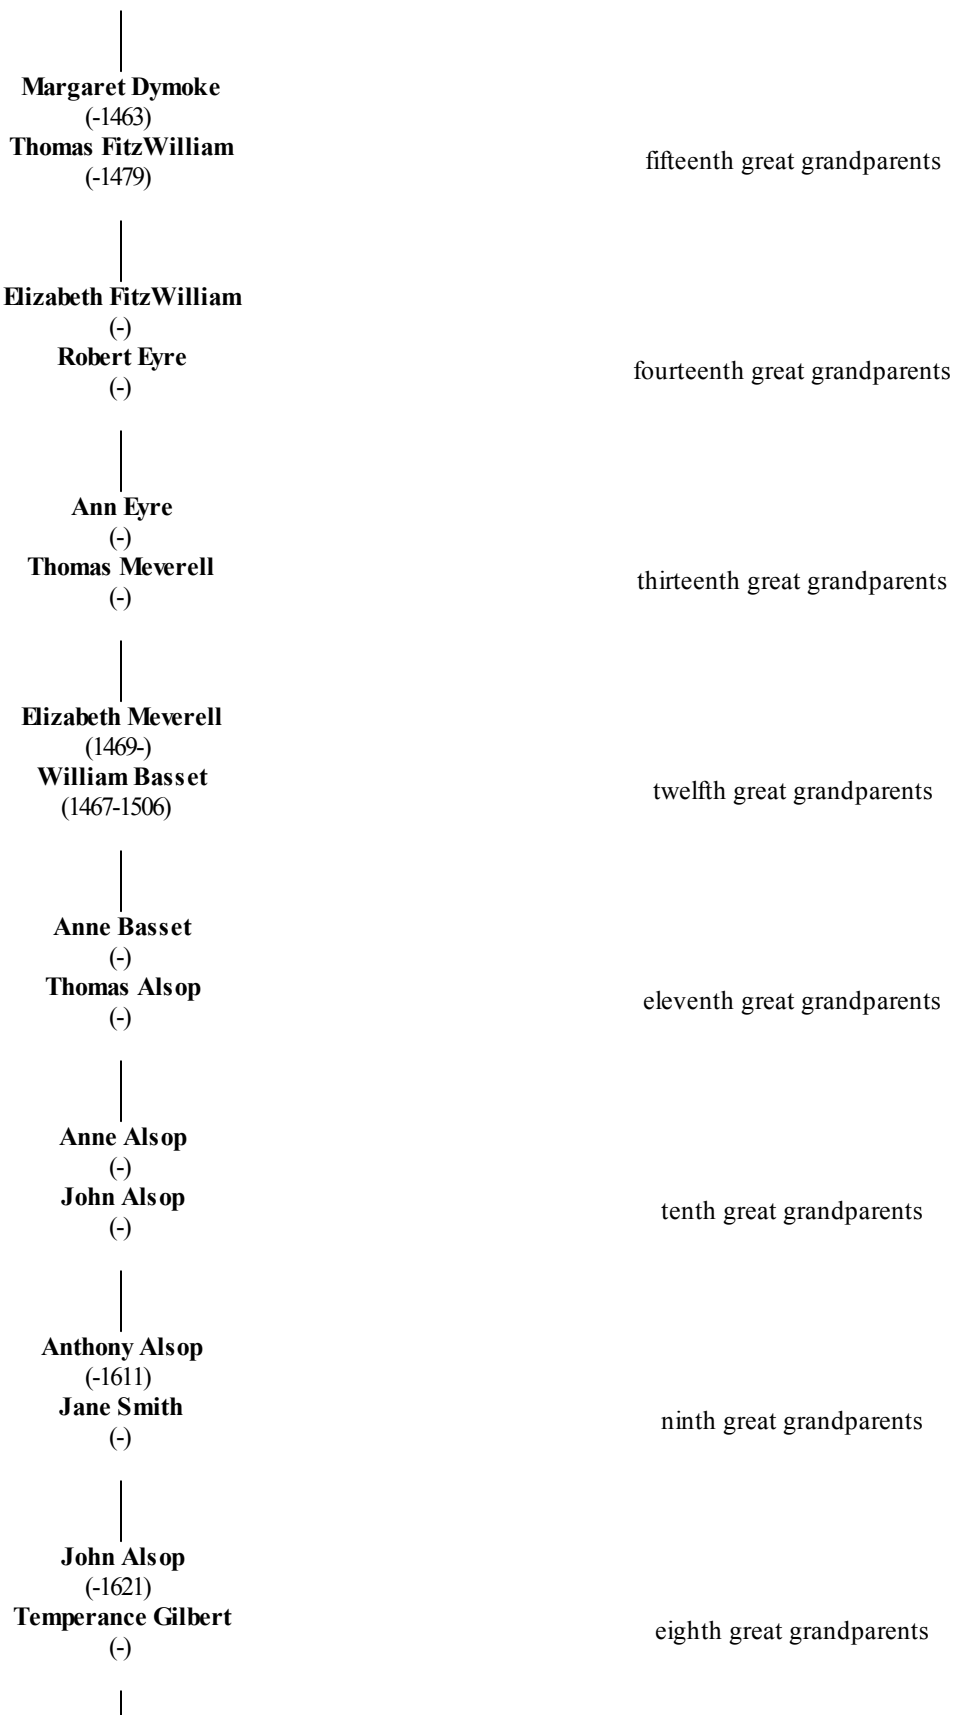 Margaret Dymoke
(-1463)
Thomas FitzWilliam
fifteenth great grandparents
(-1479)
Elizabeth FitzWilliam
(-)
Robert Eyre
fourteenth great grandparents
(-)
Ann Eyre
(-)
Thomas Meverell
thirteenth great grandparents
(-)
Elizabeth Meverell
(1469-)
William Basset
twelfth great grandparents
(1467-1506)
Anne Basset
(-)
Thomas Alsop
eleventh great grandparents
(-)
Anne Alsop
(-)
John Alsop
tenth great grandparents
(-)
Anthony Alsop
(-1611)
Jane Smith
ninth great grandparents
(-)
John Alsop
(-1621)
Temperance Gilbert
eighth great grandparents
(-)